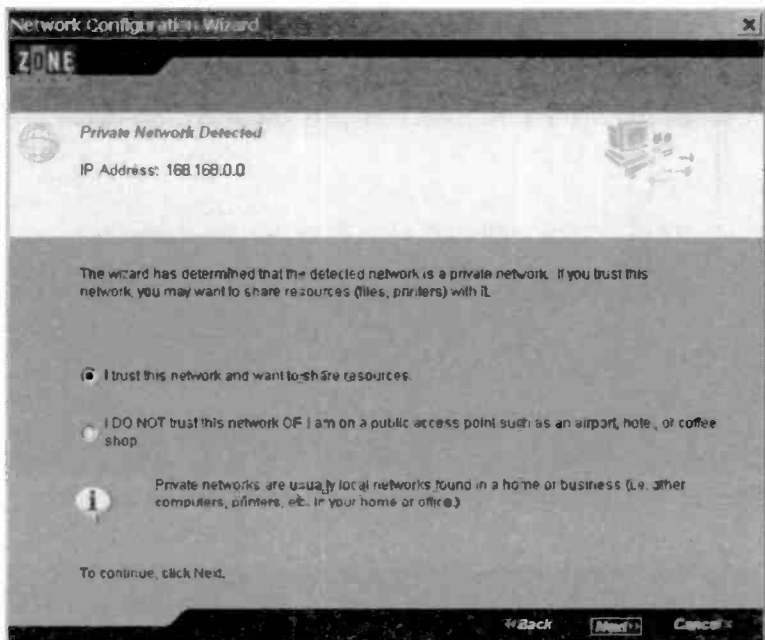 Network Configuration Wizard
ZONE
Private Network Detected
IP Address: 168.168.0.0
The wizard has determined that the detected network is a private network. If you trust this
network, you may want to share resources (files, printers) with it.
I trust this network and want to share resources.
I DO NOT trust this network OR I am on a public access point such as an airport, hotel, or coffee
shop
i
Private networks are usually local networks found in a home or business (i.e. other
computers, printers, etc. in your home or office.)
To continue, click Next.
Back
Next
Cancel